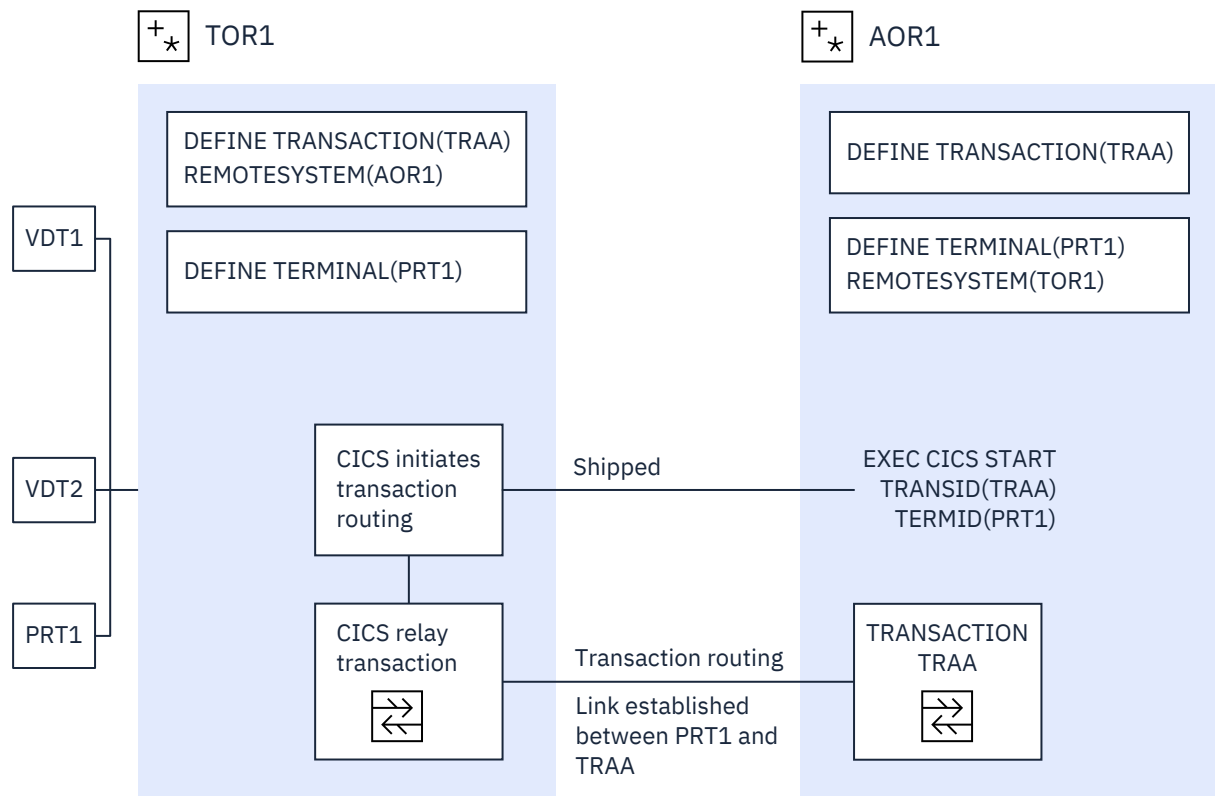 TOR1
AOR1
DEFINE TRANSACTION(TRAA)
REMOTESYSTEM(AOR1)
DEFINE TRANSACTION(TRAA)
VDT1
DEFINE TERMINAL(PRT1)
DEFINE TERMINAL(PRT1)
REMOTESYSTEM(TOR1)
VDT2
CICS initiates
transaction
routing
Shipped
EXEC CICS START
TRANSID(TRAA)
TERMID(PRT1)
PRT1
CICS relay
transaction
Transaction routing
Link established
between PRT1 and
TRAA
TRANSACTION
TRAA